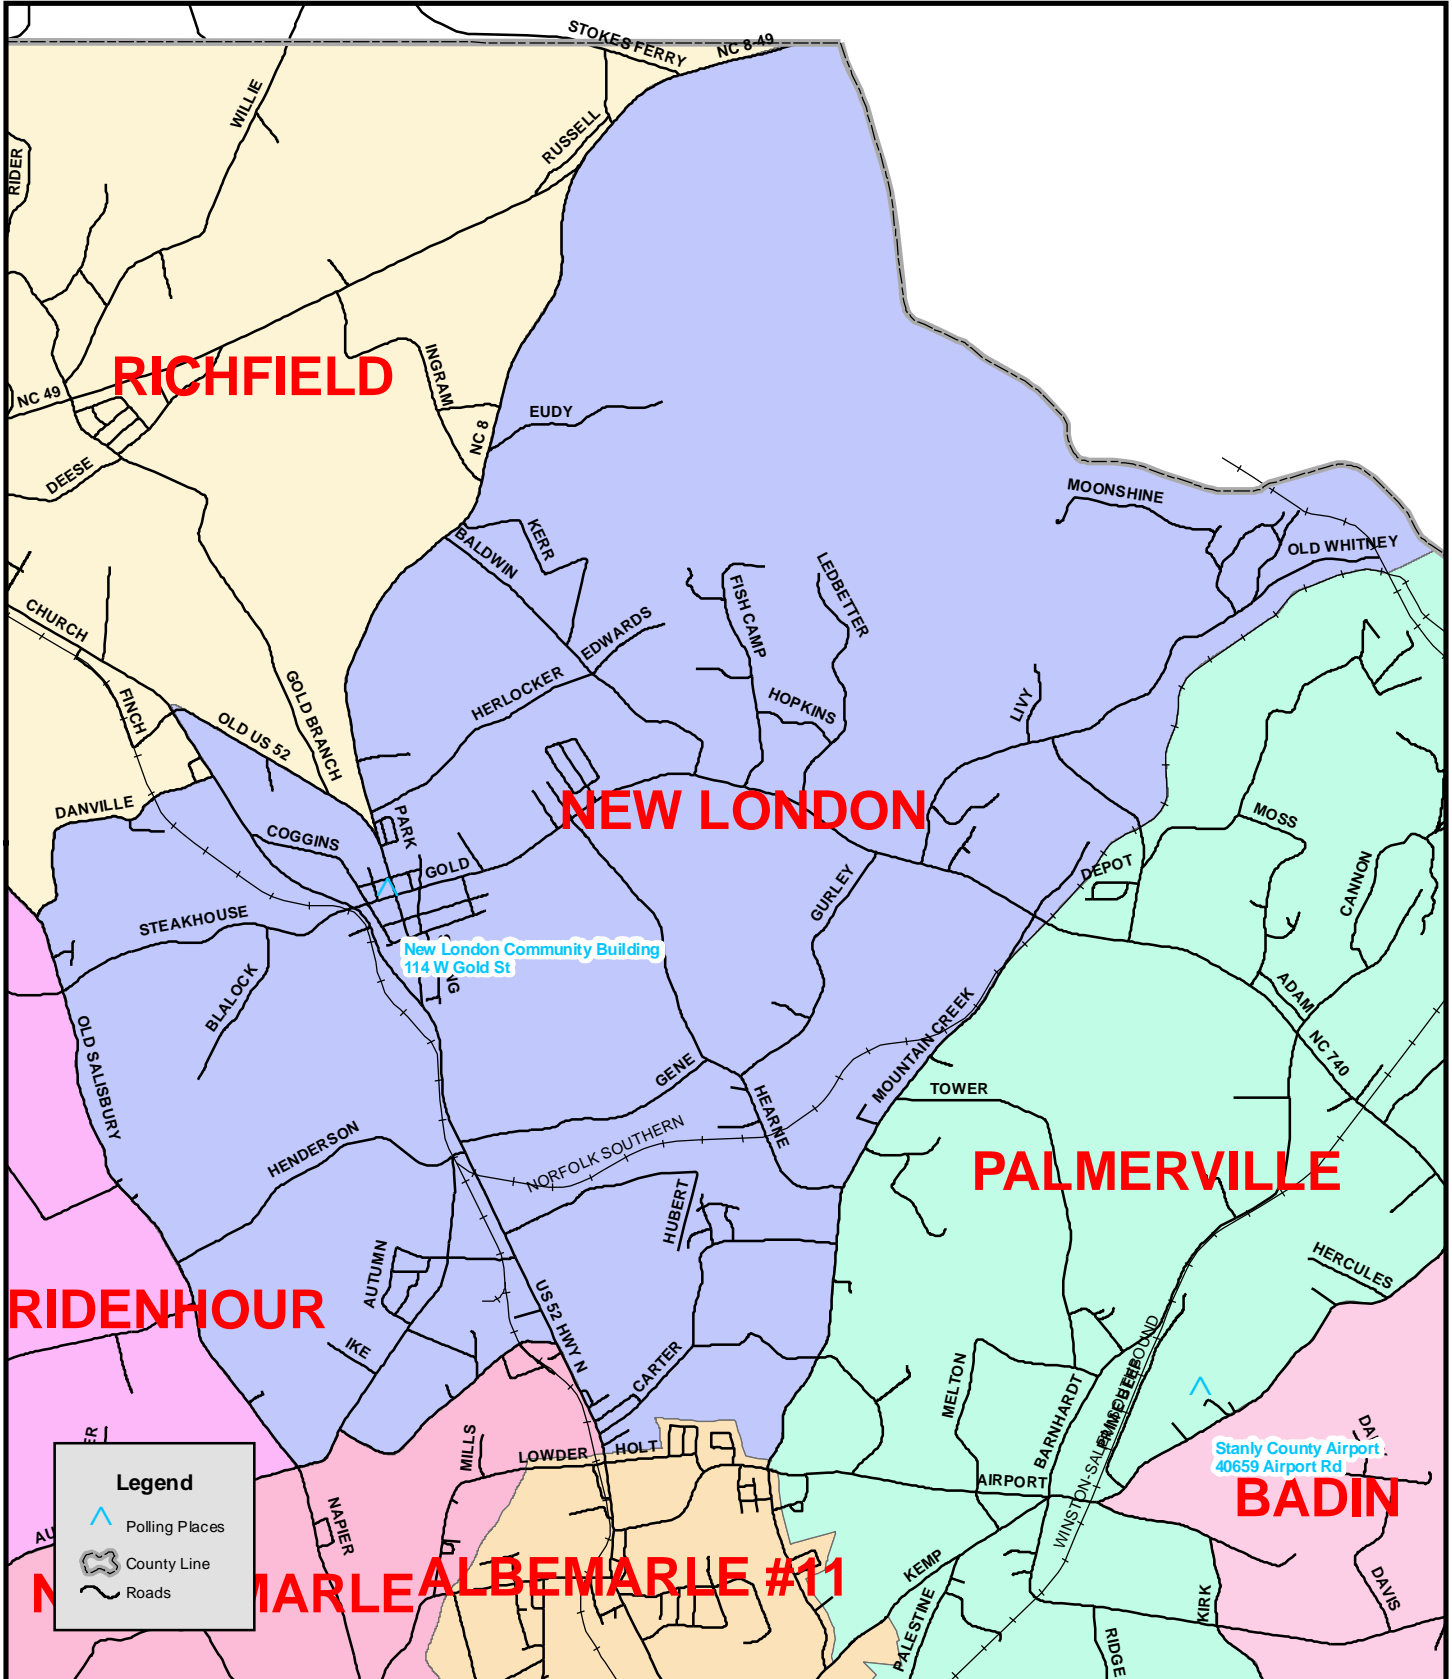 STOKES FERRY
NC 8-49
WILLIE
RUSSELL
RIDER
RICHFIELD
INGRAM
NC 49
EUDY
NC 8
DEESE
MOONSHINE
KERR
BALDWIN
OLD WHITNEY
LEDBETTER
FISH CAMP
CHURCH
EDWARDS
HERLOCKER
GOLD BRANCH
FINCH
HOPKINS
LIVY
OLD US 52
DANVILLE
PARK
NEW LONDON
MOSS
COGGINS
GOLD
DEPOT
CANNON
GURLEY
STEAKHOUSE
New London Community Building
114 W Gold St
BLALOCK
ADAM
OLD SALISBURY
MOUNTAIN CREEK
NC 740
GENE
TOWER
HEARNE
HENDERSON
NORFOLK SOUTHERN
PALMERVILLE
HUBERT
AUTUMN
HERCULES
RIDENHOUR
US 52 HWY N
IKE
CARTER
MELTON
BARNHARDT
MILLS
LOWDER
HOLT
Stanly County Airport
40659 Airport Rd
AIRPORT
BADIN
Legend
Polling Places
County Line
Roads
NAPIER
ALBEMARLE #11
KEMP
PALESTINE
KIRK
DAVIS
RIDGE